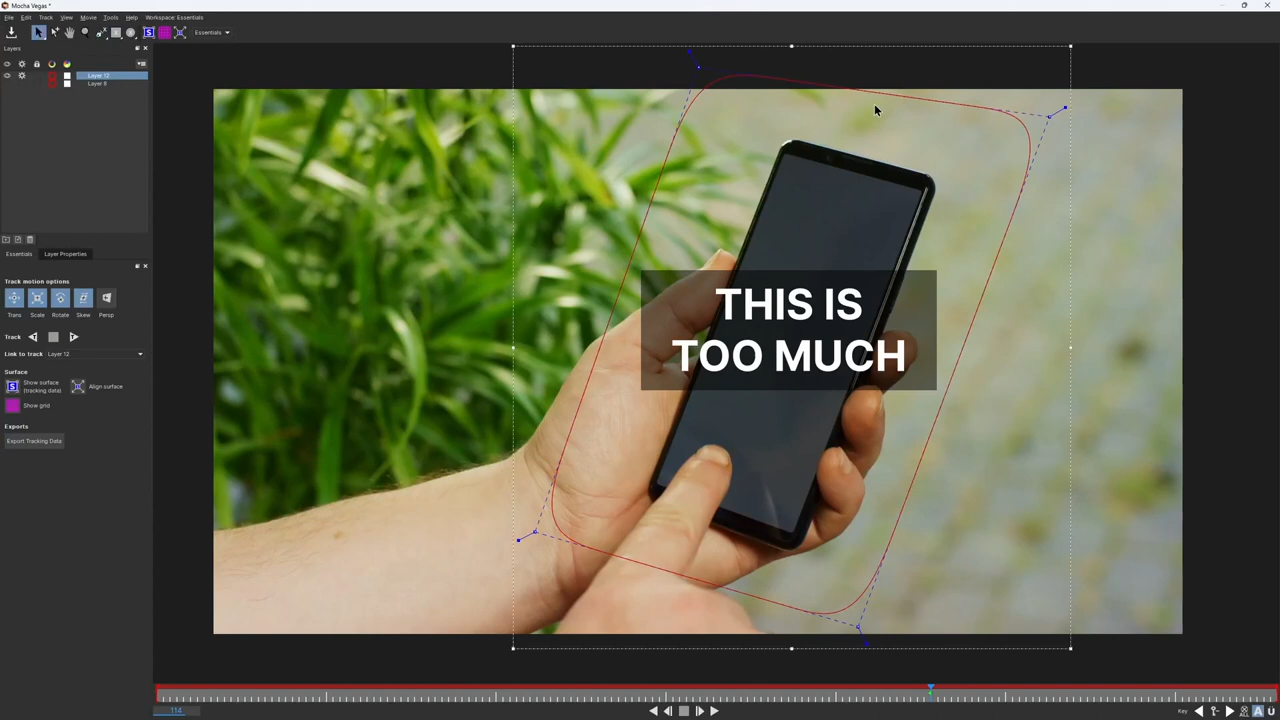 Mocha Vegas *
File Edit View Track Movie Tools Help Workspace: Essentials
Essentials
Layers
Layer 12
Layer 9
Essentials Layer Properties
Track motion options
Trans Scale Rotate Skew Persp
Track
Link to track Layer 12
Surface
Show surface
(tracking data)
Align surface
Show grid
Exports
Export Tracking Data
THIS IS
TOO MUCH
114
Key
A
U